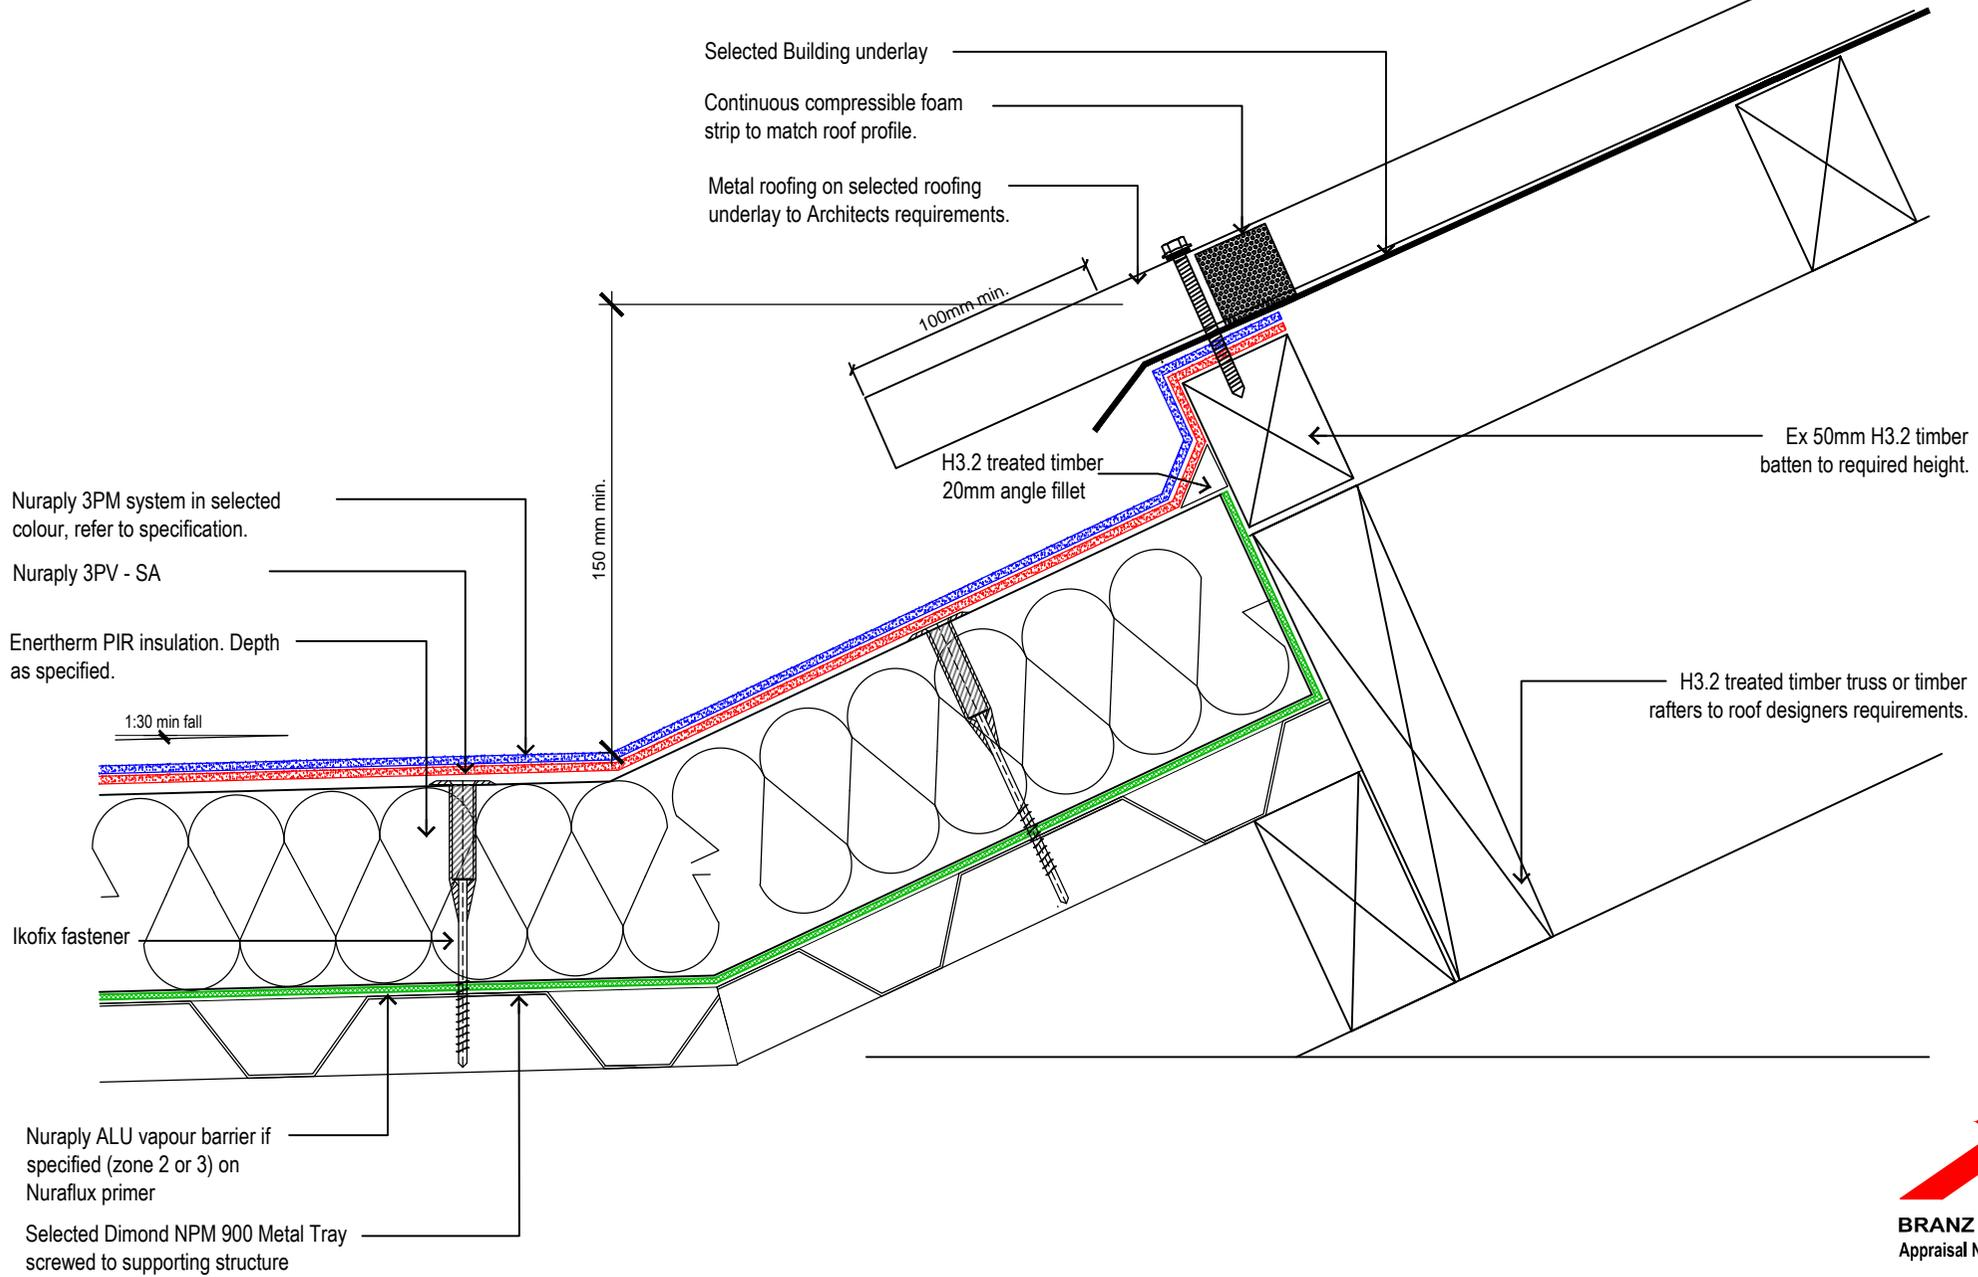 Selected Building underlay
Continuous compressible foam
strip to match roof profile.
Metal roofing on selected roofing
underlay to Architects requirements.
100mm min.
150 mm min.
H3.2 treated timber
20mm angle fillet
Ex 50mm H3.2 timber
batten to required height.
Nuraply 3PM system in selected
colour, refer to specification.
Nuraply 3PV - SA
Enertherm PIR insulation. Depth
as specified.
1:30 min fall
H3.2 treated timber truss or timber
rafters to roof designers requirements.
Ikofix fastener
Nuraply ALU vapour barrier if
specified (zone 2 or 3) on
Nuraflux primer
Selected Dimond NPM 900 Metal Tray
screwed to supporting structure
BRANZ
Appraisal N